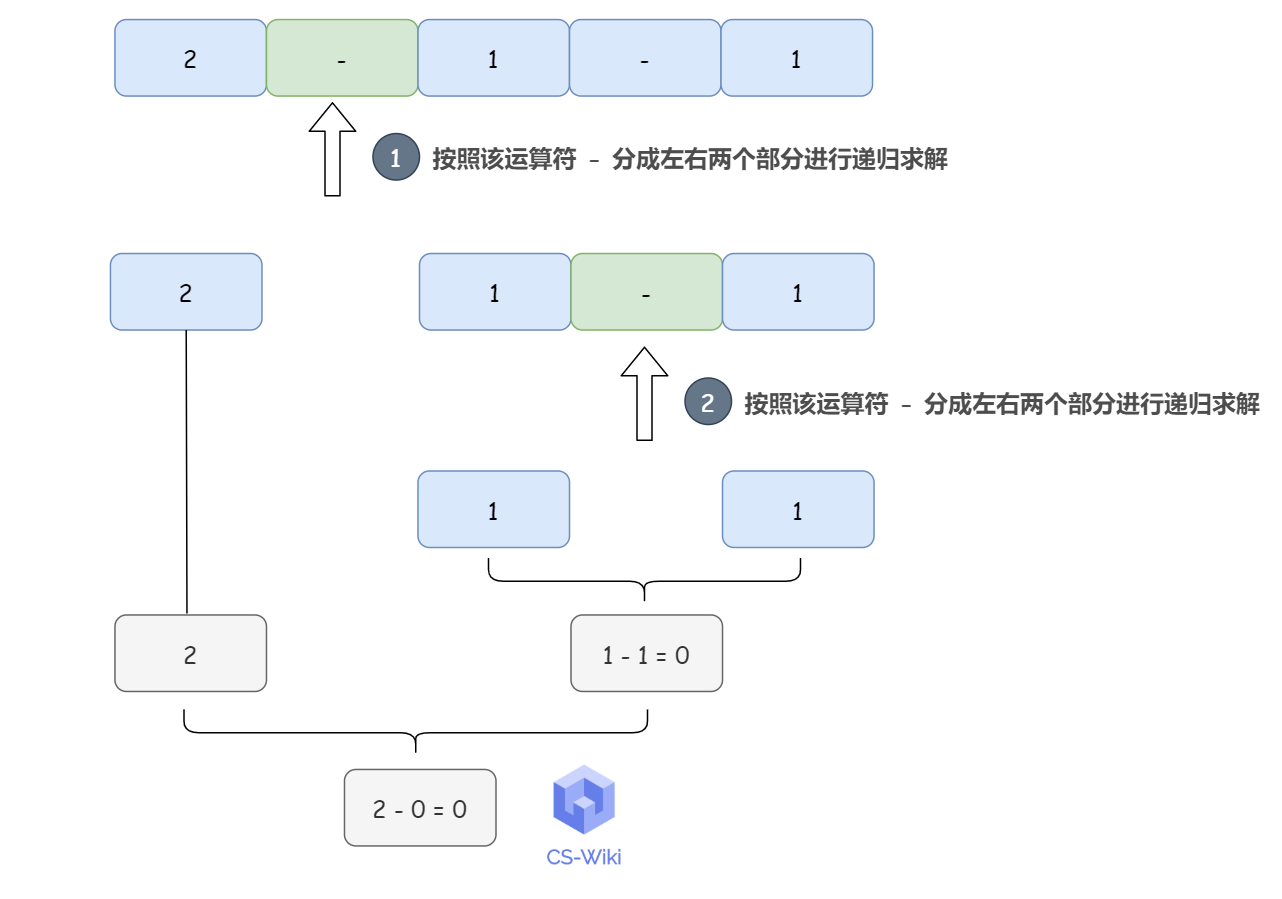 2 - 1 - 1
1 按照该运算符 - 分成左右两个部分进行递归求解
2 1 - 1
2 按照该运算符 - 分成左右两个部分进行递归求解
1 1
2 1 - 1 = 0
2 - 0 = 0
CS-Wiki